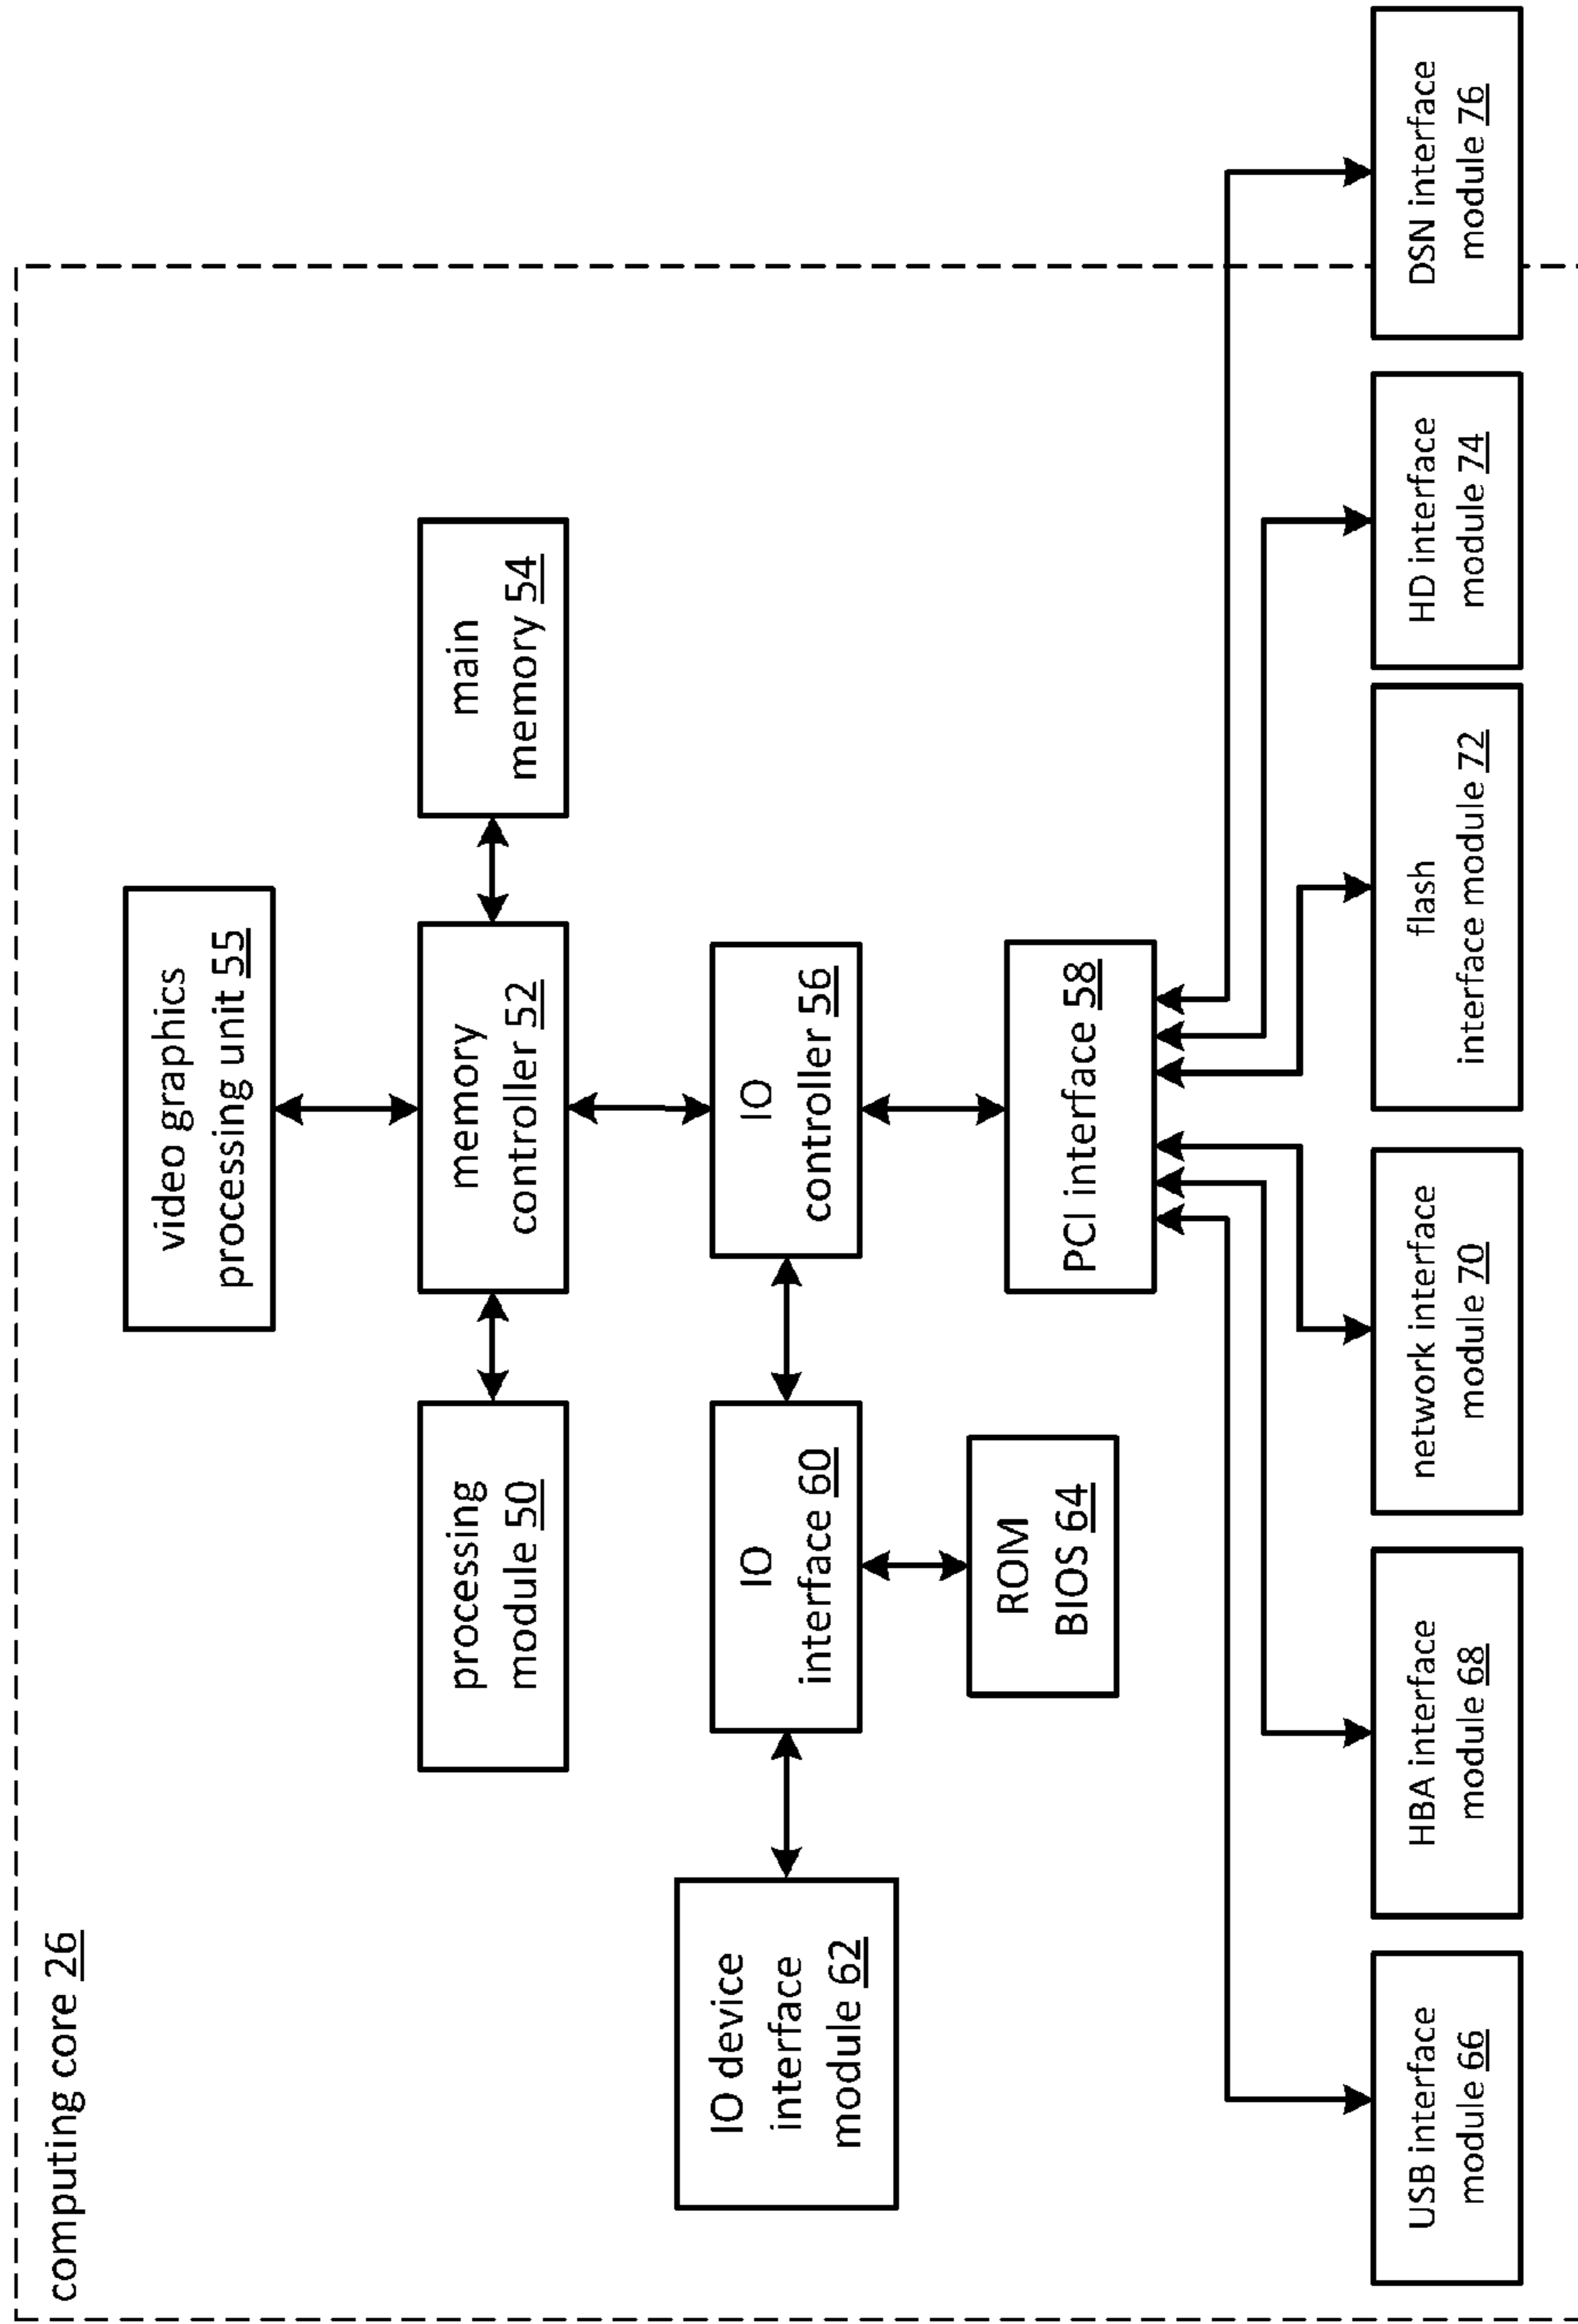 computing core 26
video graphics
processing unit 55
processing
module 50
memory
controller 52
main
memory 54
IO device
interface
module 62
IO
interface 60
IO
controller 56
ROM
BIOS 64
PCI interface 58
USB interface
module 66
HBA interface
module 68
network interface
module 70
flash
interface module 72
HD interface
module 74
DSN interface
module 76